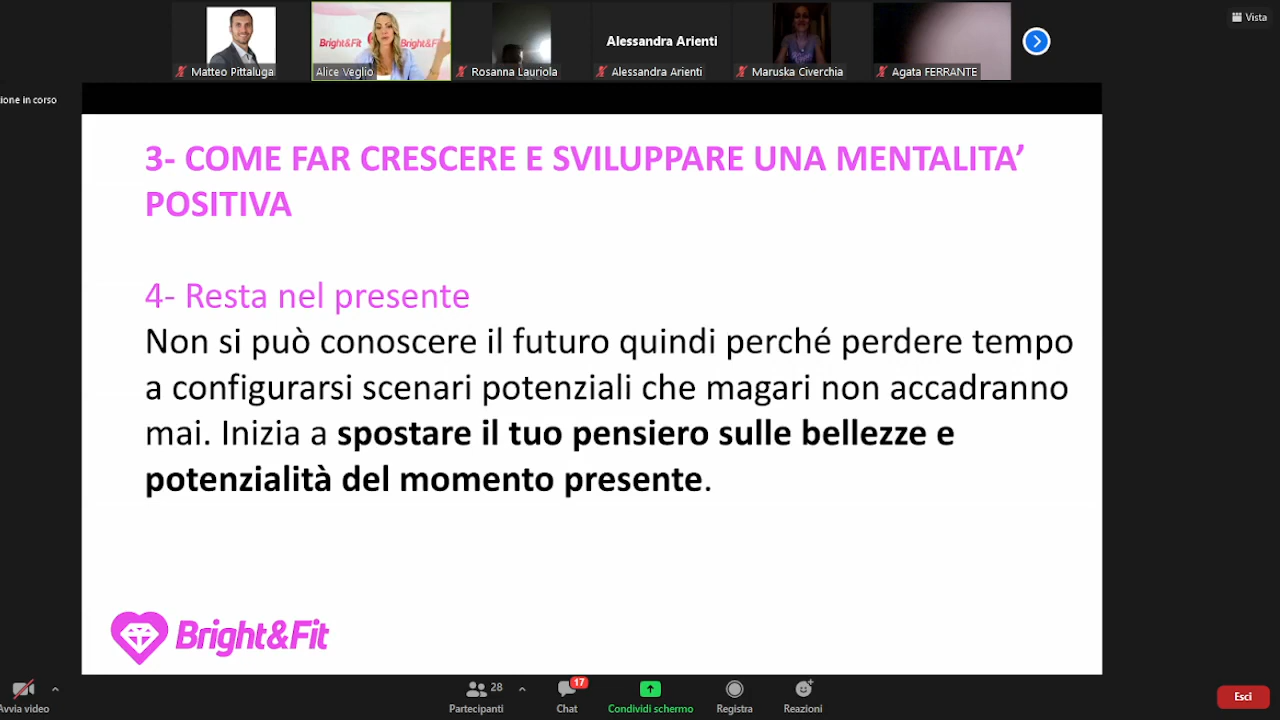 Vista
Bright&Fit
Bright&F
Alessandra Arienti
Matteo Pittaluga
Alice Veglio
Rosanna Lauriola
Alessandra Arienti
Maruska Civerchia
Agata FERRANTE
ione in corso
3- COME FAR CRESCERE E SVILUPPARE UNA MENTALITA’
POSITIVA
4- Resta nel presente
Non si può conoscere il futuro quindi perché perdere tempo
a configurarsi scenari potenziali che magari non accadranno
mai. Inizia a spostare il tuo pensiero sulle bellezze e
potenzialità del momento presente.
Bright&Fit
28
17
Avvia video
Partecipanti
Chat
Condividi schermo
Registra
Reazioni
Esci